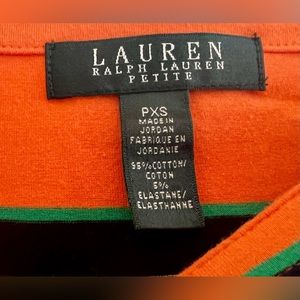 LAUREN
RALPH LAUREN
PETITE
PXS
MADE IN
JORDAN
FABRIQUE EN
JORDANIE
95% COTTON/
COTON
5%
ELASTANE/
ELASTHANNE